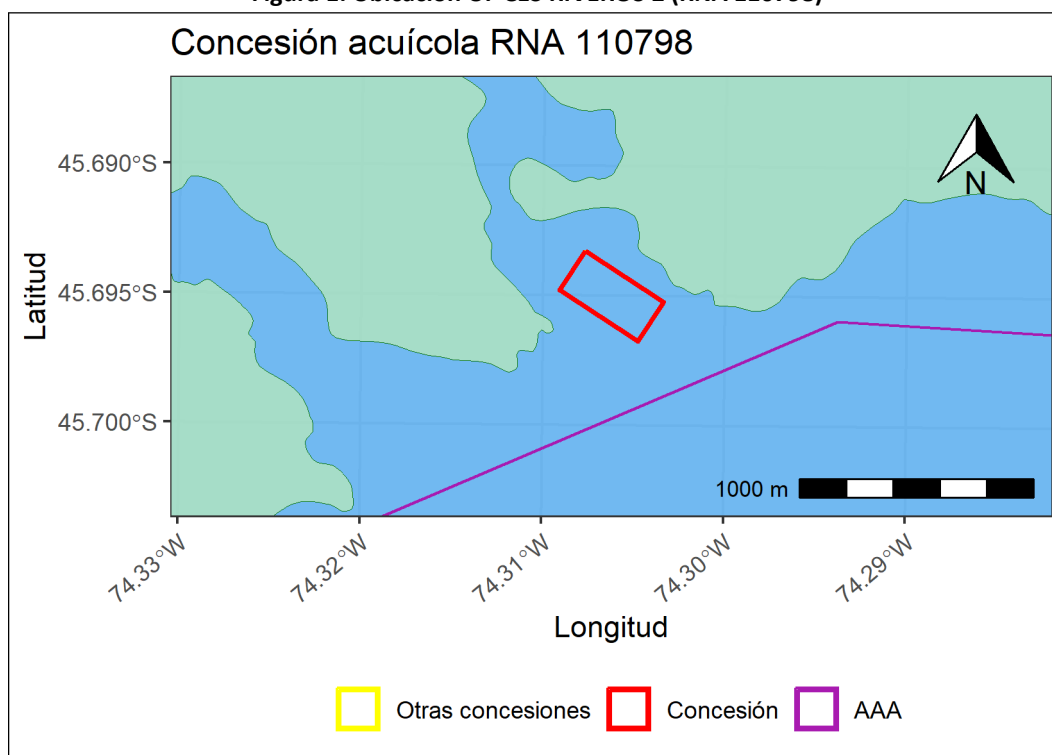 Concesión acuícola RNA 110798
45.690°S
45.695°S
45.700°S
Latitud
N
1000 m
74.33°W
74.32°W
74.31°W
74.30°W
74.29°W
Longitud
Otras concesiones
Concesión
AAA